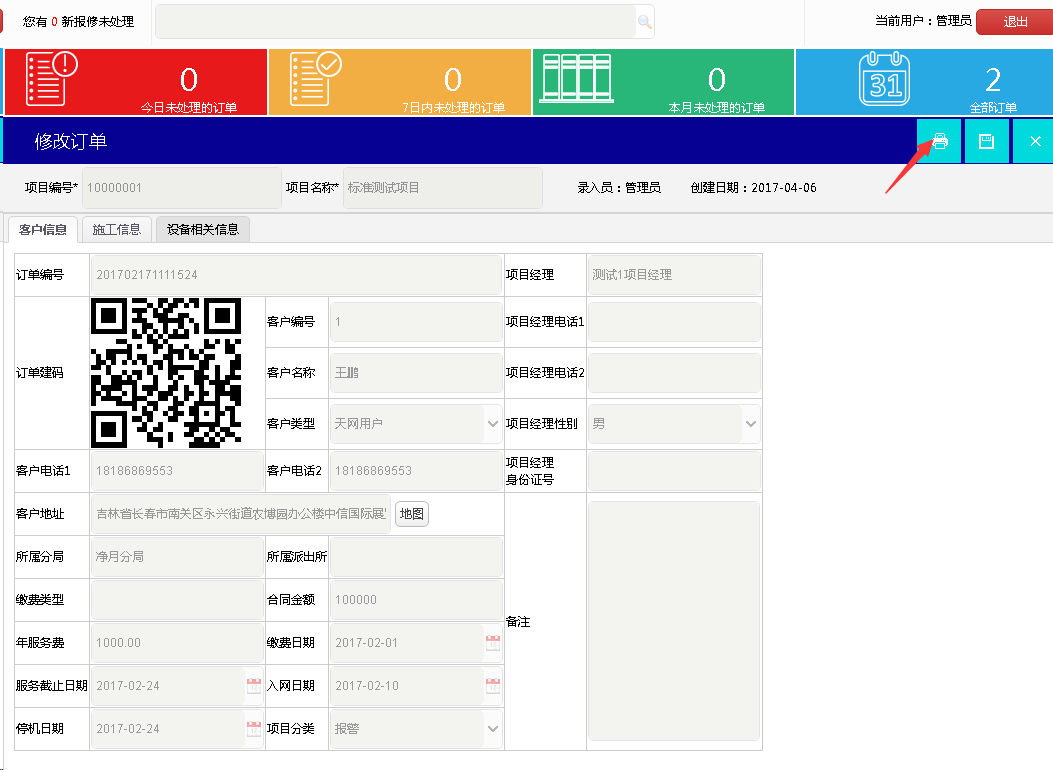 您有 0 新报修未处理
当前用户：管理员
退出
0
今日未处理的订单
0
7日内未处理的订单
0
本月未处理的订单
31
2
全部订单
修改订单
项目编号* 10000001 项目名称* 标准测试项目 录入员：管理员 创建日期：2017-04-06
客户信息 施工信息 设备相关信息
订单编号 201702171111524 项目经理 测试1项目经理
订单建码
客户编号 1 项目经理电话1
客户名称 王鹏 项目经理电话2
客户类型 天网用户 项目经理性别 男
客户电话1 18186869553 客户电话2 18186869553 项目经理
身份证号
客户地址 吉林省长春市南关区永兴街道农博园办公楼中信国际展 地图
所属分局 净月分局 所属派出所
缴费类型 合同金额 100000
备注
年服务费 1000.00 缴费日期 2017-02-01
服务截止日期 2017-02-24 入网日期 2017-02-10
停机日期 2017-02-24 项目分类 报警